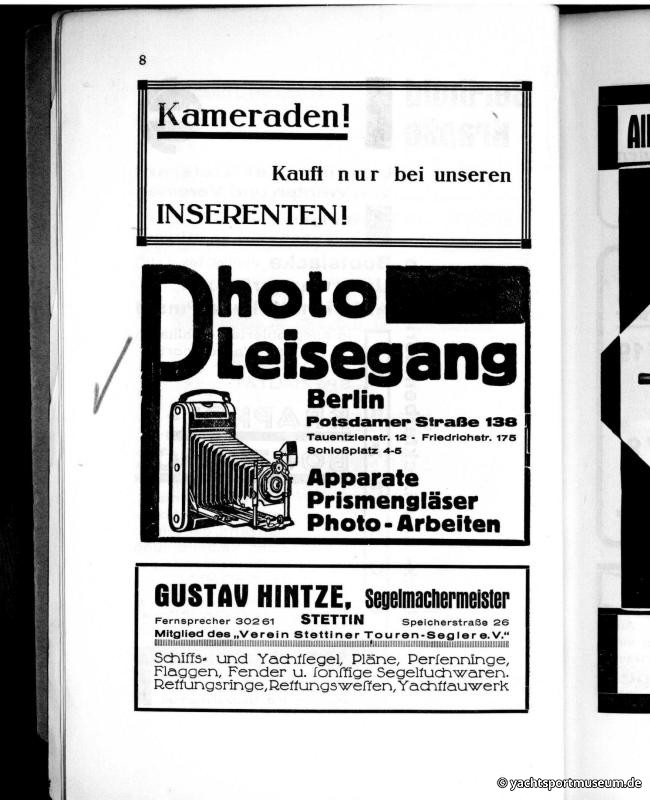 8
Kameraden!
Kauft nur bei unseren
INSERENTEN!
Photo
Leisegang
Berlin
Potsdamer Straße 138
Tauentzienstr. 12 - Friedrichstr. 175
Schloßplatz 4-5
Apparate
Prismengläser
Photo-Arbeiten
GUSTAV HINTZE, Segelmachermeister
Fernsprecher 30261 STETTIN Speicherstraße 26
Mitglied des „Verein Stettiner Touren-Segler e.V."
Schiffs- und Yachtsegel, Pläne, Persenninge,
Flaggen, Fender u. sonstige Segeltuchwaren.
Rettungsringe, Rettungswesten, Yachttauwerk
© yachtsportmuseum.de